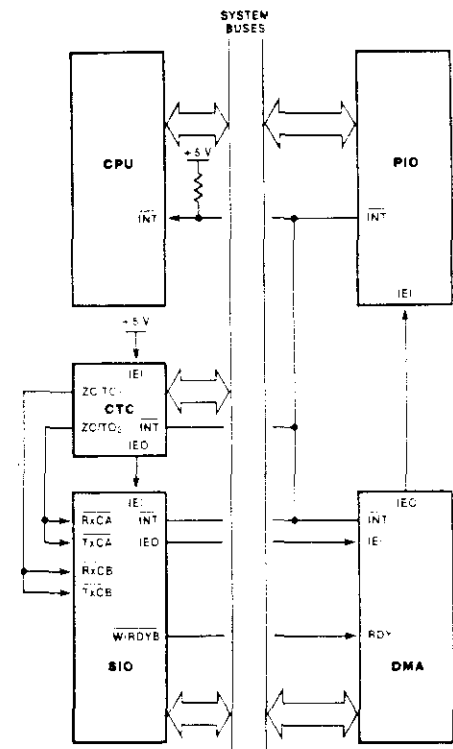 SYSTEM
BUSES
CPU
+5 V
INT
PIO
INT
IEI
+5 V
IEI
ZC/TO
CTC
ZC/TO2
INT
IEO
IEI
RxCA
INT
TxCA
IEO
RxCB
TxCB
W/RDYB
SIO
IEO
INT
IEI
RDY
DMA